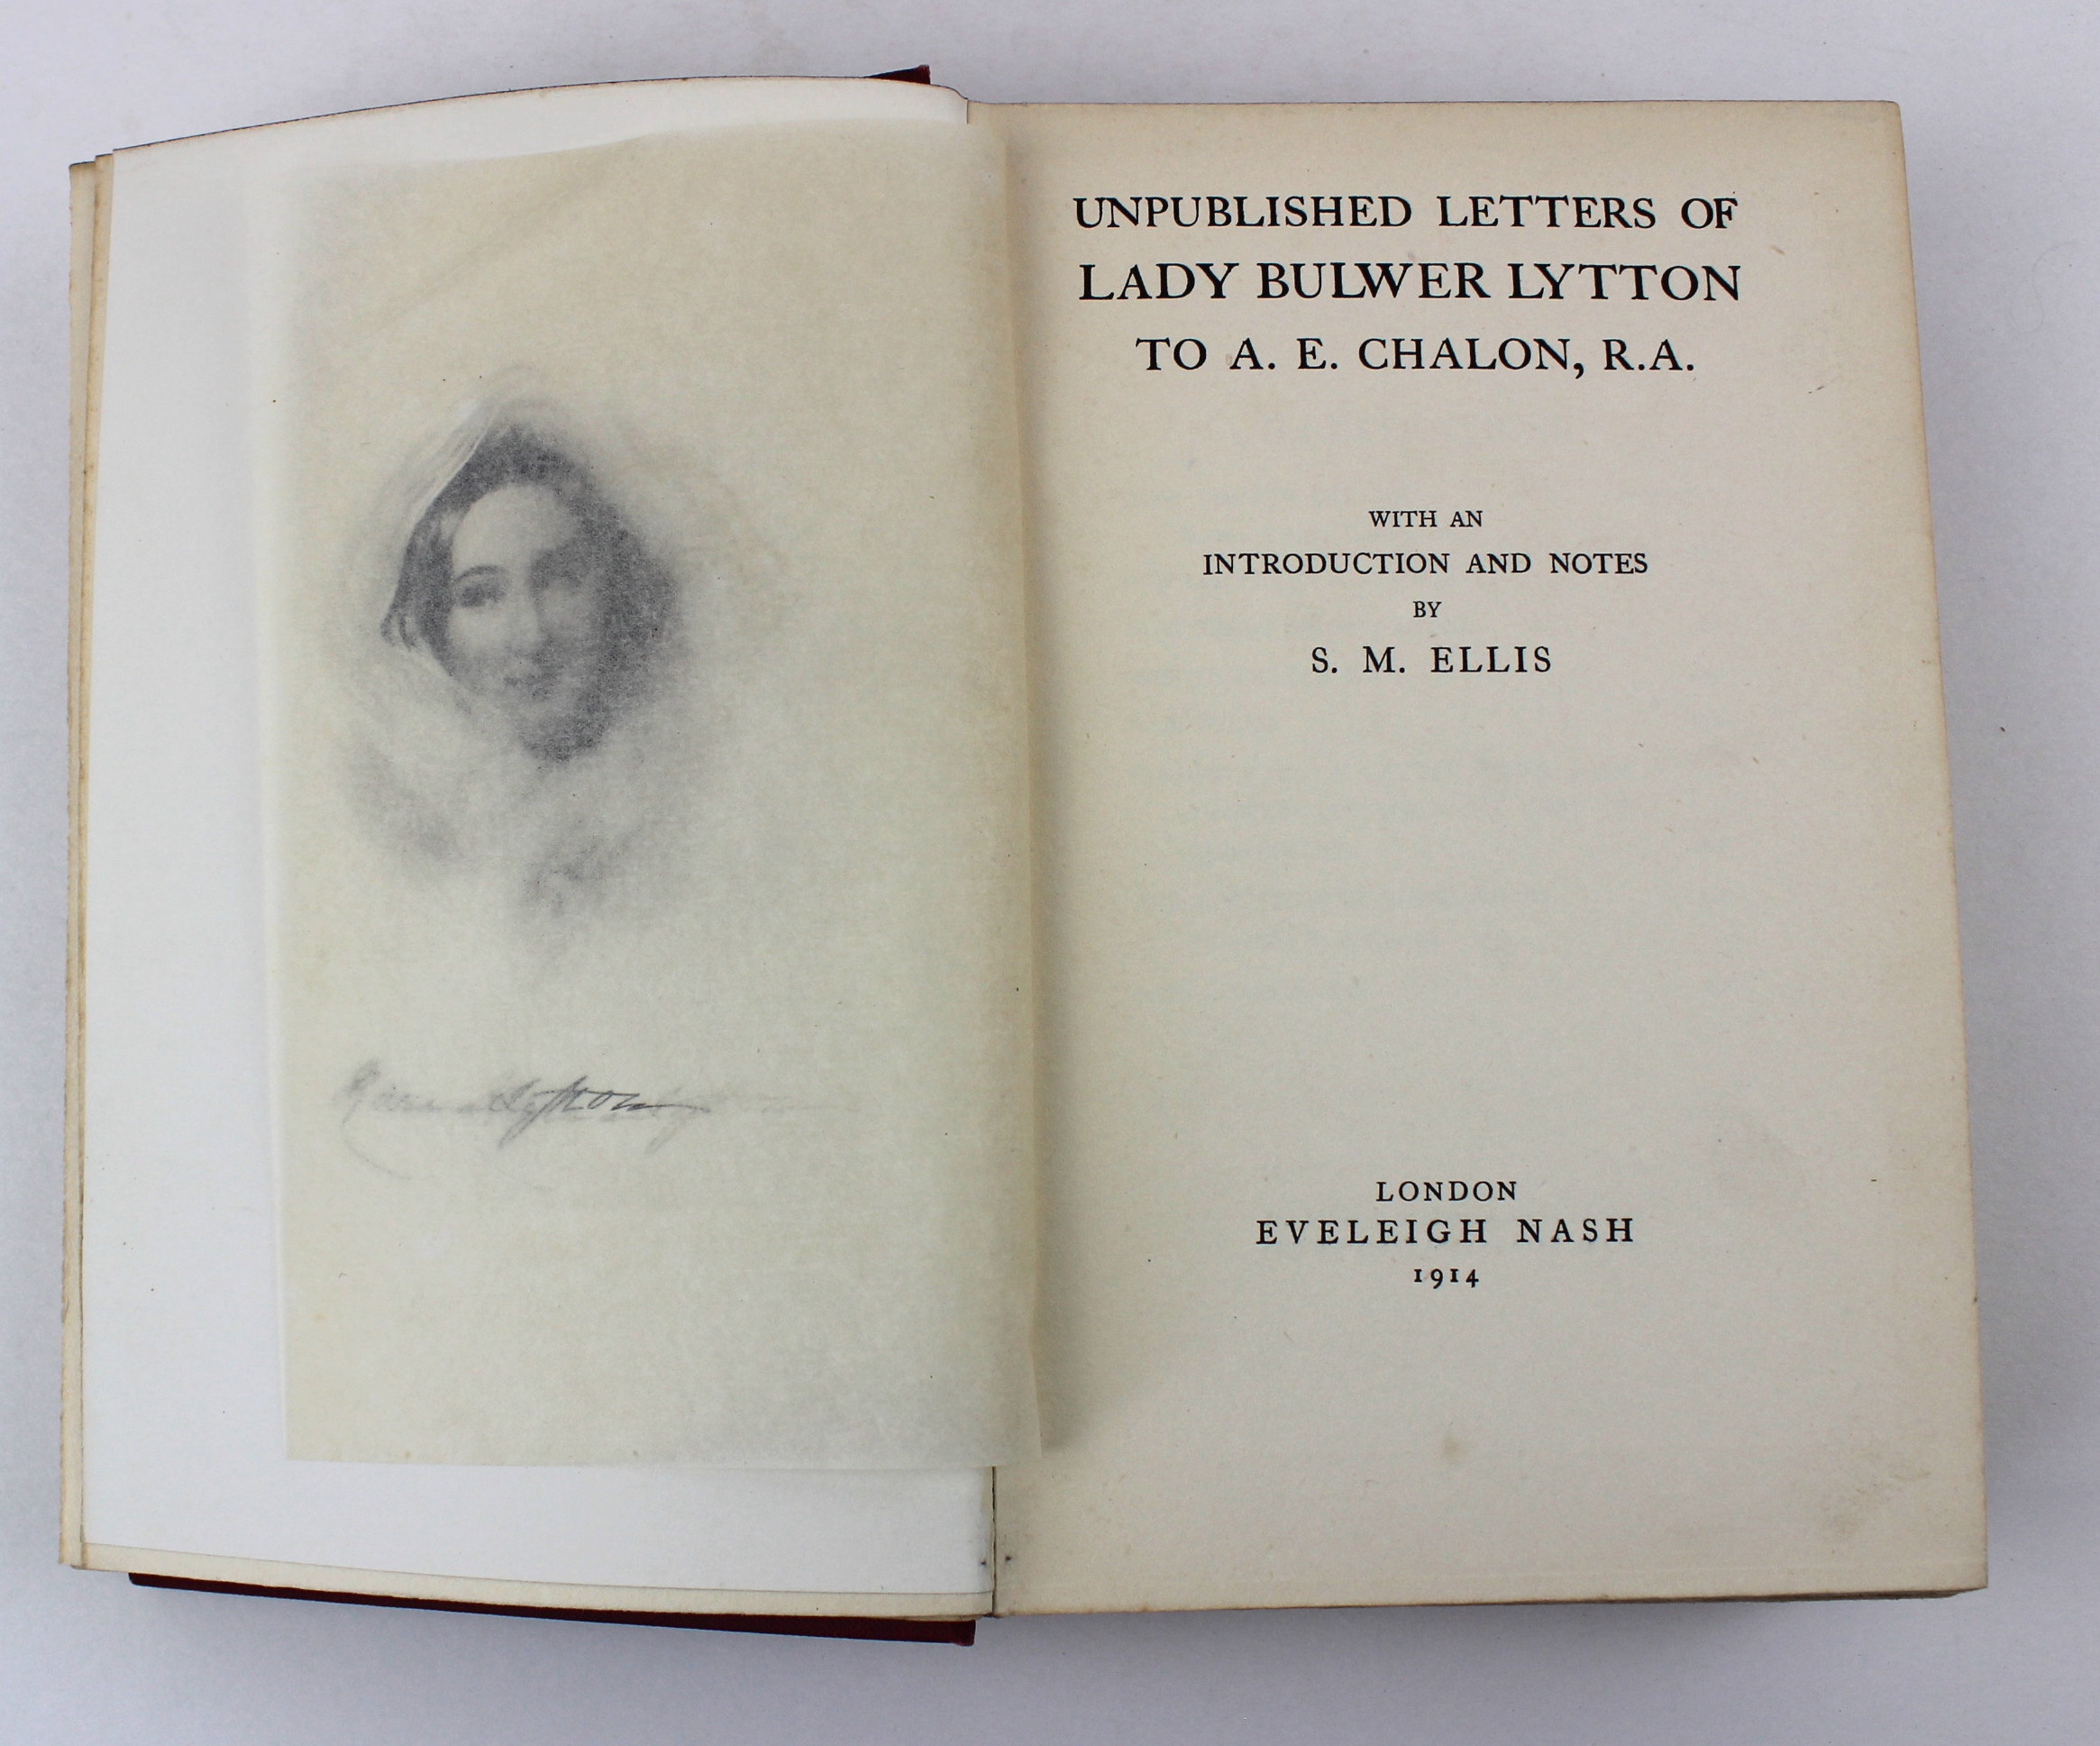 Lytton
UNPUBLISHED LETTERS OF
LADY BULWER LYTTON
TO A. E. CHALON, R.A.
WITH AN
INTRODUCTION AND NOTES
BY
S. M. ELLIS
LONDON
EVELEIGH NASH
1914